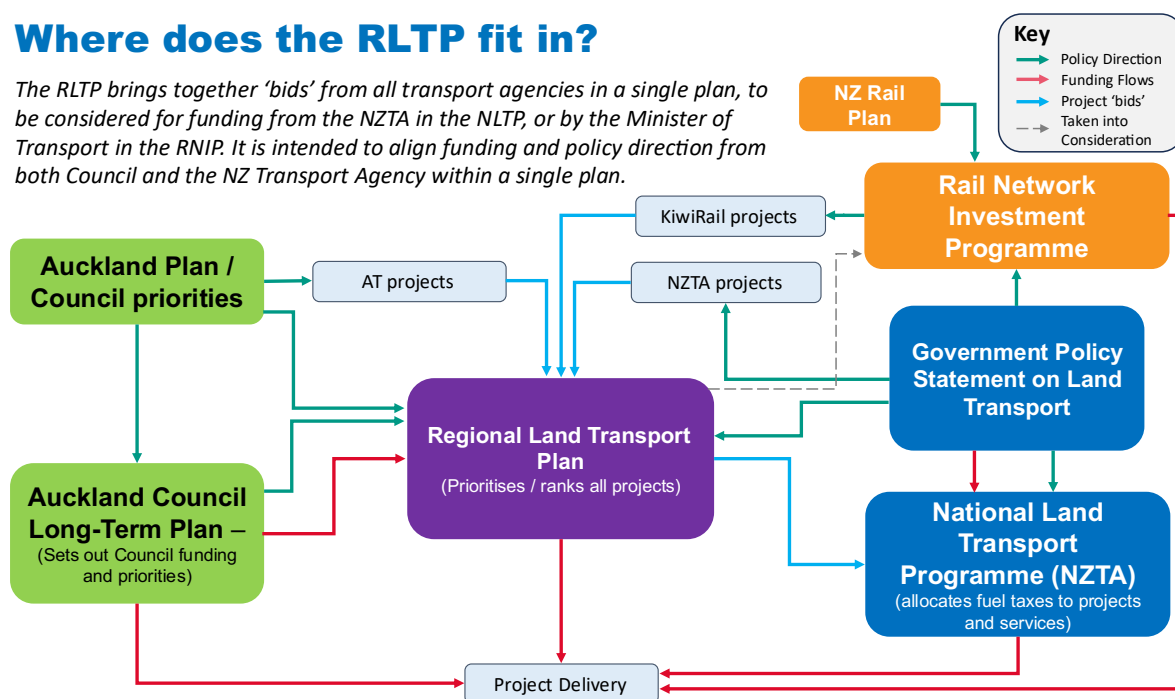 Where does the RLTP fit in?
The RLTP brings together ‘bids’ from all transport agencies in a single plan, to
be considered for funding from the NZTA in the NLTP, or by the Minister of
Transport in the RNIP. It is intended to align funding and policy direction from
both Council and the NZ Transport Agency within a single plan.
Key
Policy Direction
Funding Flows
Project ‘bids’
Taken into
Consideration
NZ Rail
Plan
Rail Network
Investment
Programme
KiwiRail projects
Auckland Plan /
Council priorities
AT projects
NZTA projects
Government Policy
Statement on Land
Transport
Regional Land Transport
Plan
(Prioritises / ranks all projects)
Auckland Council
Long-Term Plan –
(Sets out Council funding
and priorities)
National Land
Transport
Programme (NZTA)
(allocates fuel taxes to projects
and services)
Project Delivery